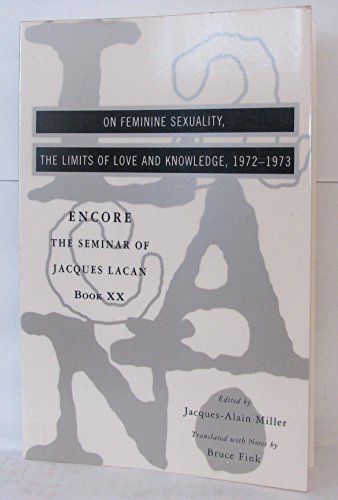 LACAN
ON FEMININE SEXUALITY,
THE LIMITS OF LOVE AND KNOWLEDGE, 1972–1973
ENCORE
THE SEMINAR OF
JACQUES LACAN
BOOK XX
Edited by
Jacques-Alain Miller
Translated with Notes by
Bruce Fink